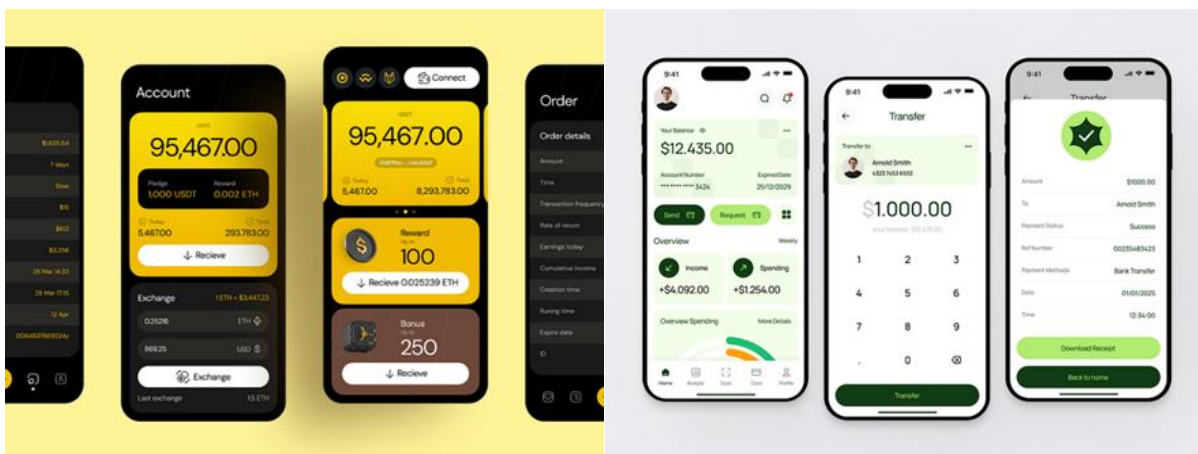 $1,635.64
7 days
Slow
$15
$612
$3,256
28 Mar 14:23
28 Mar 17:15
12 Apr
Account
USDT
95,467.00
Pledge
1,000 USDT
Reward
0.002 ETH
Today
5,467.00
Total
293,783.00
Recieve
Exchange
1 ETH = $3,447.23
0.25216
ETH
869.25
USD
Exchange
Last exchange
1.5 ETH
Connect
USDT
95,467.00
Today
5,467.00
Total
8,293,783.00
Reward
Up to
100
Recieve 0.025239 ETH
Bonus
Up to
250
Recieve
Order
Order details
Amount
Time
Transaction frequency
Rate of return
Earnings today
Cumulative income
Creation time
Runing time
Expire date
ID
9:41
Your Balance
$12.435.00
Account Number
•••• •••• •••• 3424
Expired Date
25/12/2029
Send
Request
Overview
Weekly
Income
+$4.092.00
Spending
+$1.254.00
Overview Spending
More Details
Home
Analytic
Scan
Card
Profile
9:41
Transfer
Transfer to
Arnold Smith
$1.000.00
1
2
3
4
5
6
7
8
9
.
0
Transfer
9:41
Transfer
Amount
$1000.00
To
Arnold Smith
Payment Status
Success
Ref Number
00235483423
Payment Methode
Bank Transfer
Date
01/01/2025
Time
12:34:00
Download Receipt
Back to home